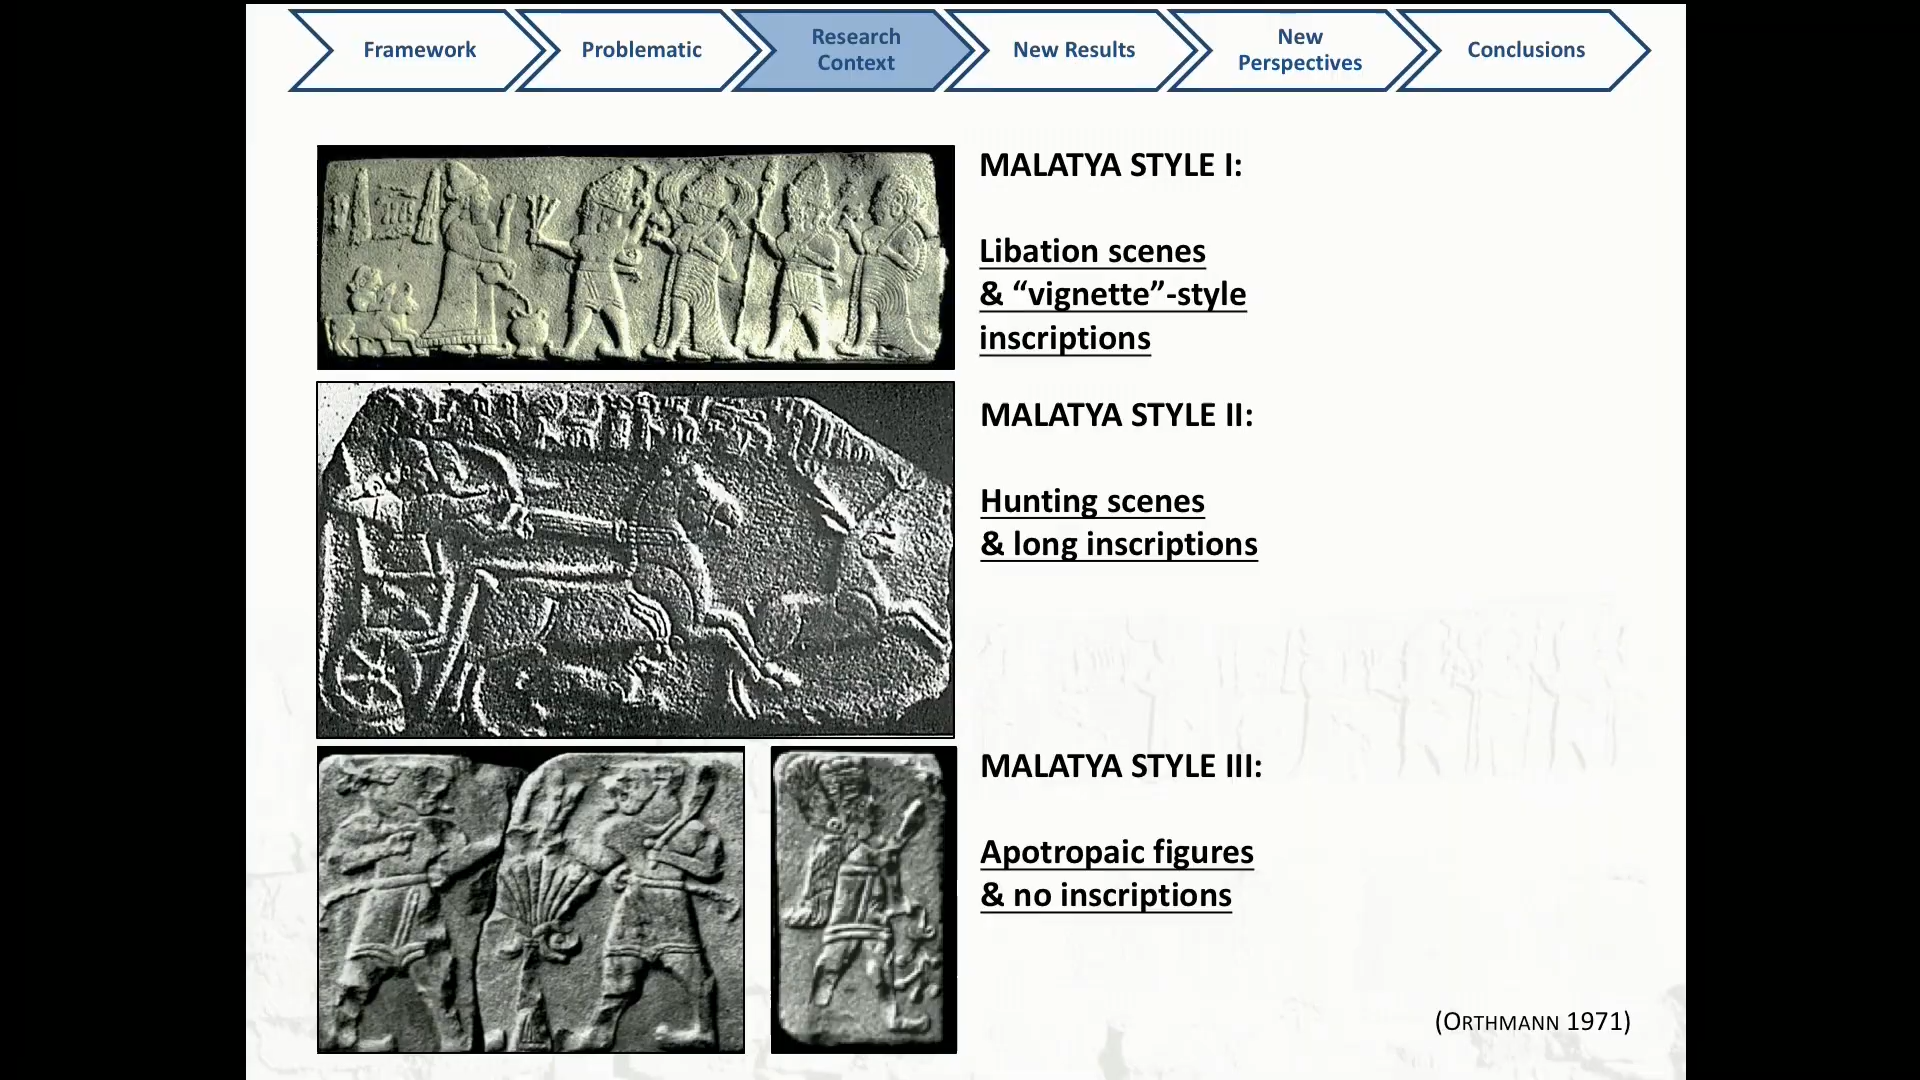 Framework
Problematic
Research
Context
New Results
New
Perspectives
Conclusions
MALATYA STYLE I:
Libation scenes
& “vignette”-style
inscriptions
MALATYA STYLE II:
Hunting scenes
& long inscriptions
MALATYA STYLE III:
Apotropaic figures
& no inscriptions
(ORTHMANN 1971)